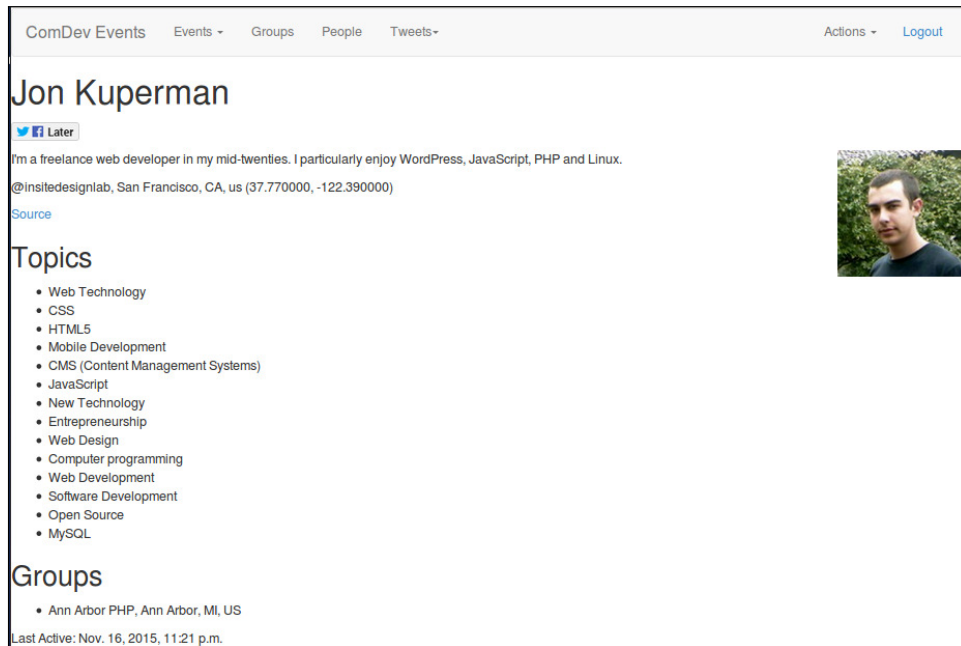 ComDev Events Events Groups People Tweets Actions Logout
Jon Kuperman
Later
I'm a freelance web developer in my mid-twenties. I particularly enjoy WordPress, JavaScript, PHP and Linux.
@insitedesignlab, San Francisco, CA, us (37.770000, -122.390000)
Source
Topics
• Web Technology
• CSS
• HTML5
• Mobile Development
• CMS (Content Management Systems)
• JavaScript
• New Technology
• Entrepreneurship
• Web Design
• Computer programming
• Web Development
• Software Development
• Open Source
• MySQL
Groups
• Ann Arbor PHP, Ann Arbor, MI, US
Last Active: Nov. 16, 2015, 11:21 p.m.